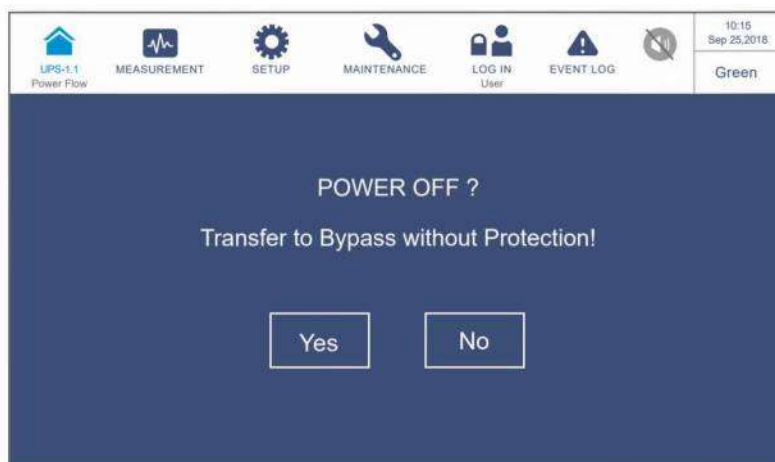 10:15
Sep 25,2018
UPS-1.1
MEASUREMENT
SETUP
MAINTENANCE
LOG IN
EVENT LOG
Green
Power Flow
User
POWER OFF ?
Transfer to Bypass without Protection!
Yes
No